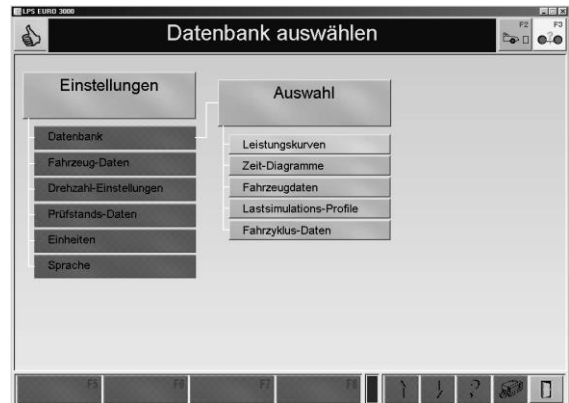 LPS EURO 3000
Datenbank auswählen
F2
F3
Einstellungen
Datenbank
Fahrzeug-Daten
Drehzahl-Einstellungen
Prüfstands-Daten
Einheiten
Sprache
Auswahl
Leistungskurven
Zeit-Diagramme
Fahrzeugdaten
Lastsimulations-Profile
Fahrzyklus-Daten
F5
F6
F7
F8